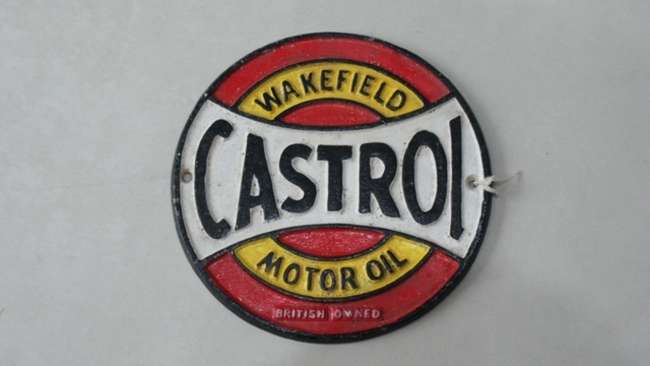 WAKEFIELD
CASTROL
MOTOR OIL
BRITISH OWNED